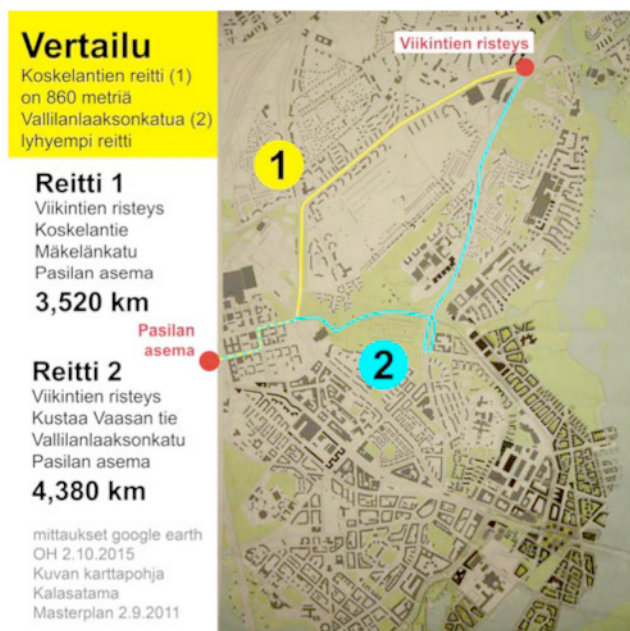 Vertailu
Koskelantien reitti (1)
on 860 metriä
Vallilanlaaksonkatua (2)
lyhyempi reitti
Reitti 1
Viikintien risteys
Koskelantie
Mäkelänkatu
Pasilan asema
3,520 km
Reitti 2
Viikintien risteys
Kustaa Vaasan tie
Vallilanlaaksonkatu
Pasilan asema
4,380 km
mittaukset google earth
OH 2.10.2015
Kuvan karttapohja
Kalasatama
Masterplan 2.9.2011
Viikintien risteys
1
Pasilan
asema
2